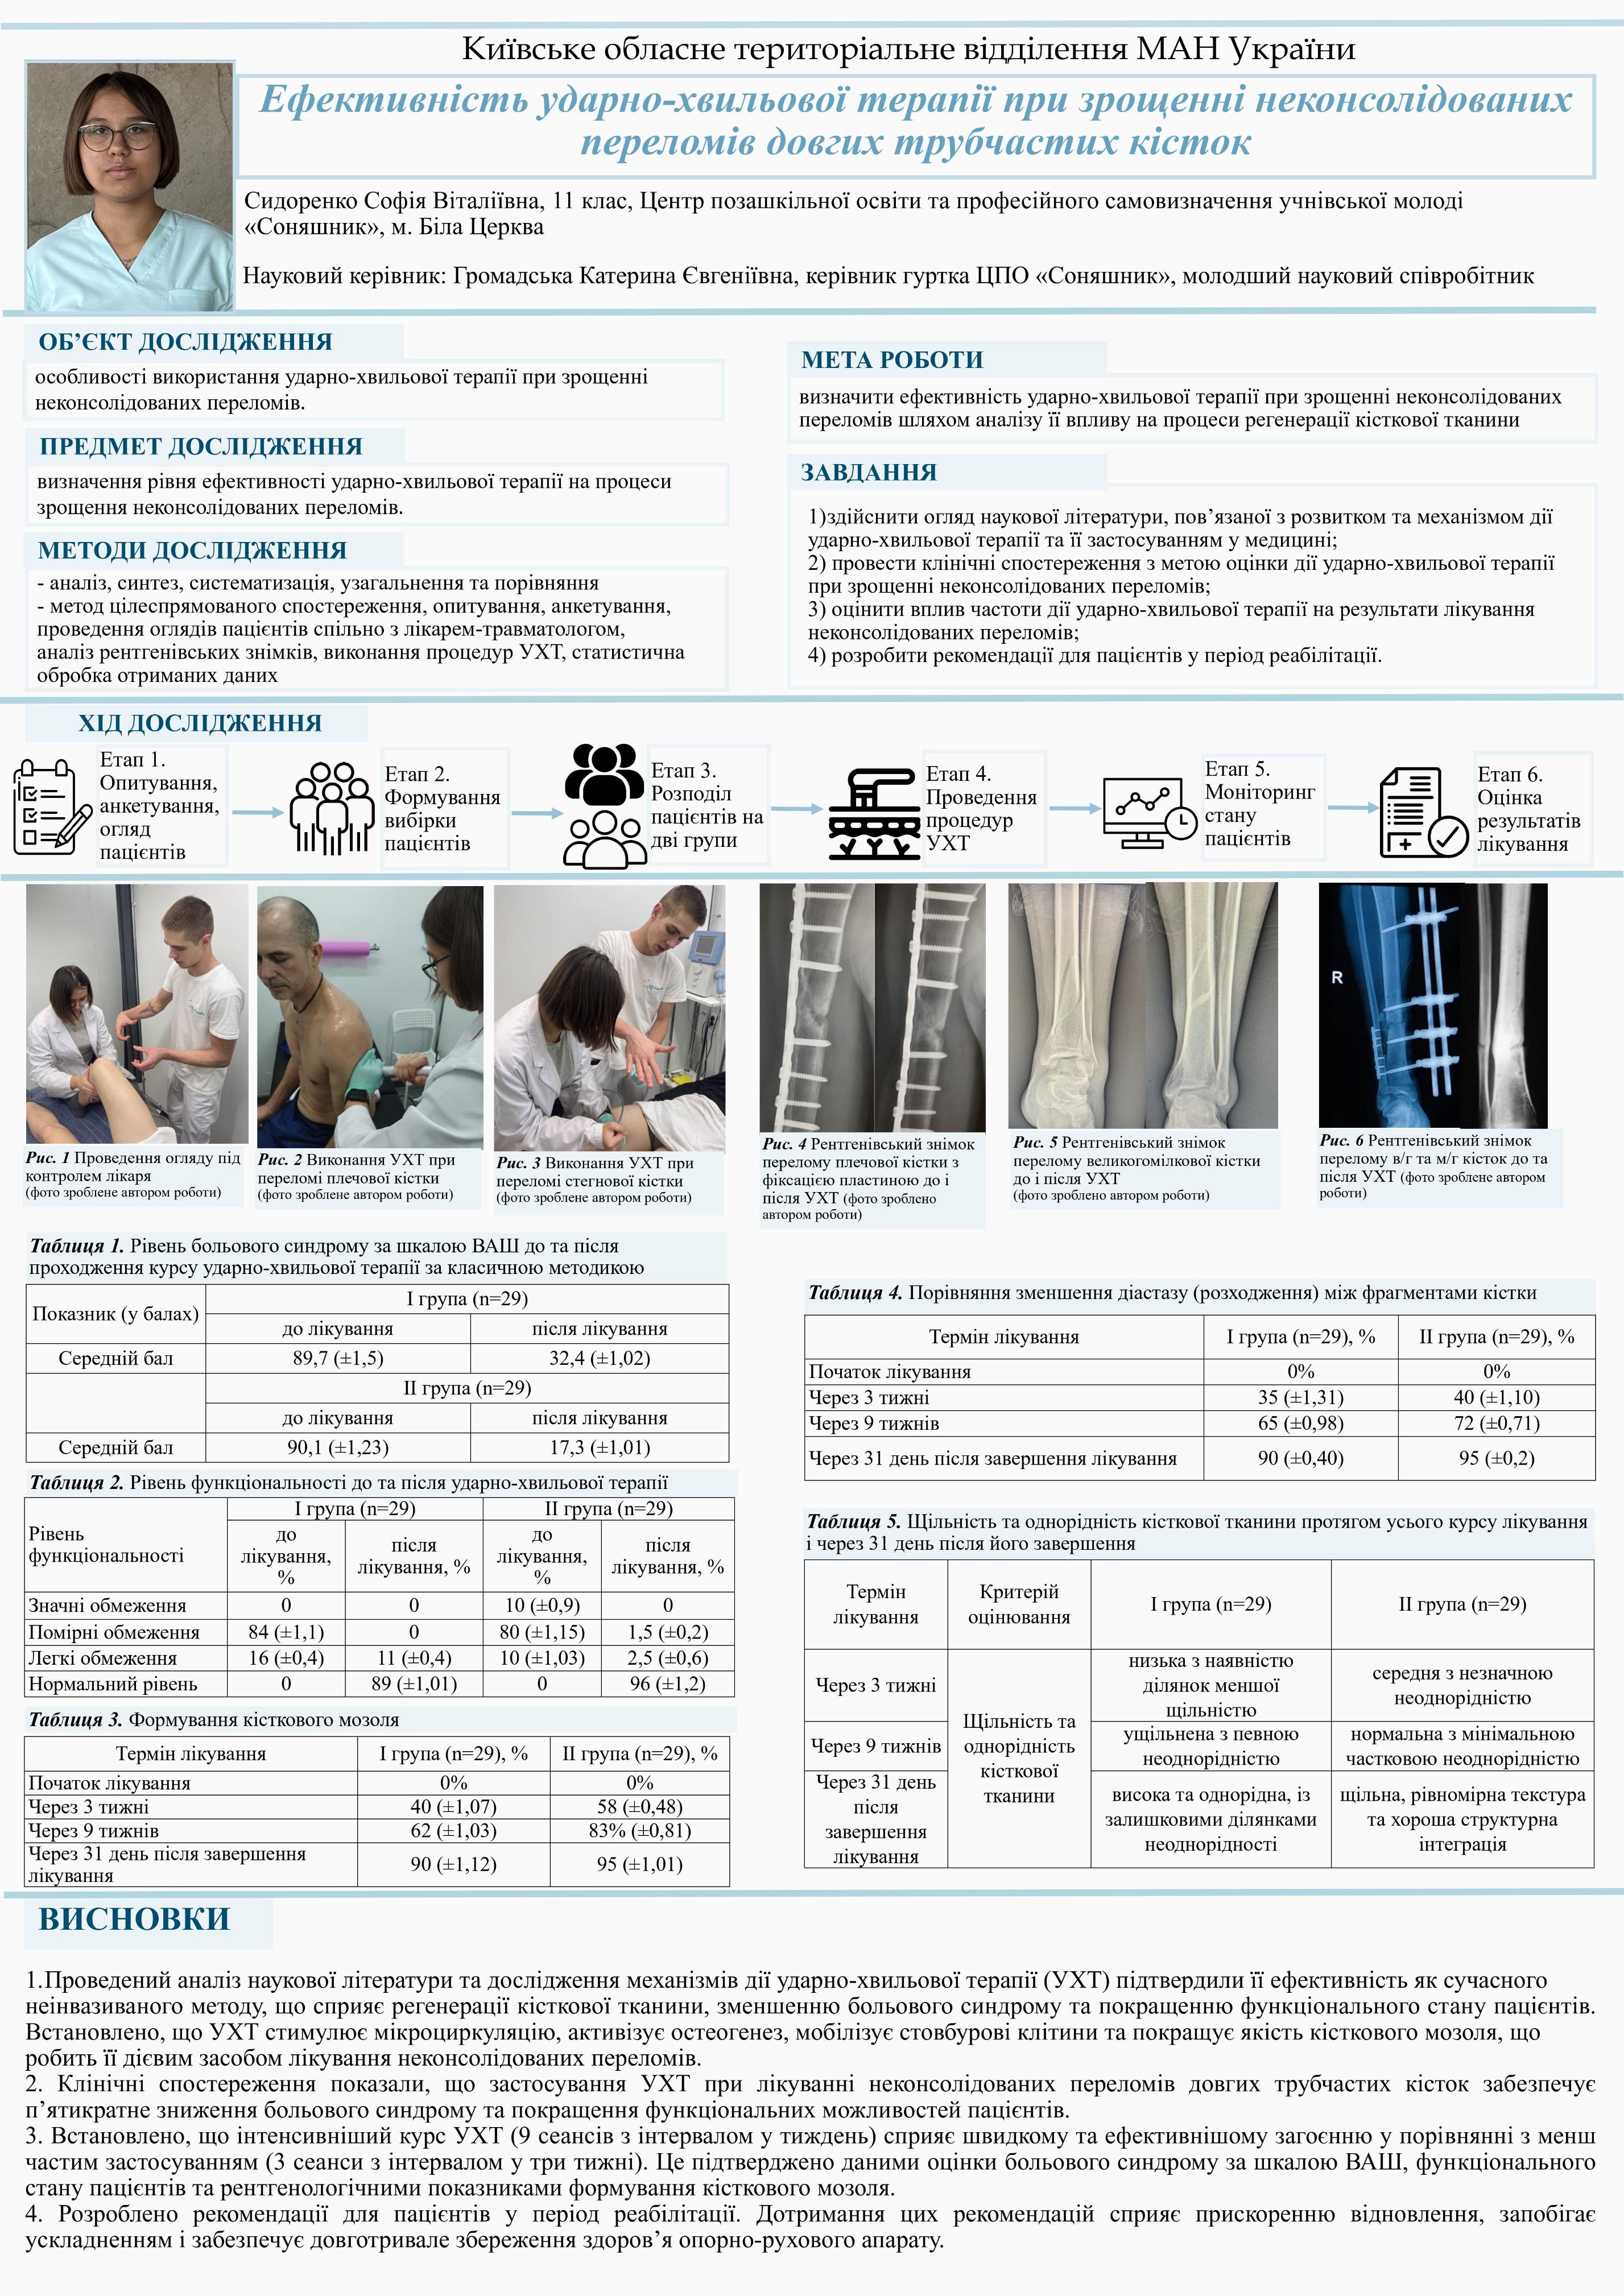 Київське обласне територіальне відділення МАН України
Ефективність ударно-хвильової терапії при зрощенні неконсолідованих
переломів довгих трубчастих кісток
Сидоренко Софія Віталіївна, 11 клас, Центр позашкільної освіти та професійного самовизначення учнівської молоді
«Соняшник», м. Біла Церква
Науковий керівник: Громадська Катерина Євгеніївна, керівник гуртка ЦПО «Соняшник», молодший науковий співробітник
ОБ’ЄКТ ДОСЛІДЖЕННЯ
особливості використання ударно-хвильової терапії при зрощенні
неконсолідованих переломів.
ПРЕДМЕТ ДОСЛІДЖЕННЯ
визначення рівня ефективності ударно-хвильової терапії на процеси
зрощення неконсолідованих переломів.
МЕТОДИ ДОСЛІДЖЕННЯ
- аналіз, синтез, систематизація, узагальнення та порівняння
- метод цілеспрямованого спостереження, опитування, анкетування,
проведення оглядів пацієнтів спільно з лікарем-травматологом,
аналіз рентгенівських знімків, виконання процедур УХТ, статистична
обробка отриманих даних
МЕТА РОБОТИ
визначити ефективність ударно-хвильової терапії при зрощенні неконсолідованих
переломів шляхом аналізу її впливу на процеси регенерації кісткової тканини
ЗАВДАННЯ
1)здійснити огляд наукової літератури, пов’язаної з розвитком та механізмом дії
ударно-хвильової терапії та її застосуванням у медицині;
2) провести клінічні спостереження з метою оцінки дії ударно-хвильової терапії
при зрощенні неконсолідованих переломів;
3) оцінити вплив частоти дії ударно-хвильової терапії на результати лікування
неконсолідованих переломів;
4) розробити рекомендації для пацієнтів у період реабілітації.
ХІД ДОСЛІДЖЕННЯ
Етап 1.
Опитування,
анкетування,
огляд
пацієнтів
Етап 2.
Формування
вибірки
пацієнтів
Етап 3.
Розподіл
пацієнтів на
дві групи
Етап 4.
Проведення
процедур
УХТ
Етап 5.
Моніторинг
стану
пацієнтів
Етап 6.
Оцінка
результатів
лікування
R
Рис. 1 Проведення огляду під
контролем лікаря
(фото зроблене автором роботи)
Рис. 2 Виконання УХТ при
переломі плечової кістки
(фото зроблене автором роботи)
Рис. 3 Виконання УХТ при
переломі стегнової кістки
(фото зроблене автором роботи)
Рис. 4 Рентгенівський знімок
перелому плечової кістки з
фіксацією пластиною до і
після УХТ (фото зроблено
автором роботи)
Рис. 5 Рентгенівський знімок
перелому великогомілкової кістки
до і після УХТ
(фото зроблено автором роботи)
Рис. 6 Рентгенівський знімок
перелому в/г та м/г кісток до та
після УХТ (фото зроблене автором
роботи)
Таблиця 1. Рівень больового синдрому за шкалою ВАШ до та після
проходження курсу ударно-хвильової терапії за класичною методикою
Показник (у балах) І група (n=29)
до лікування після лікування
Середній бал 89,7 (±1,5) 32,4 (±1,02)
ІІ група (n=29)
до лікування після лікування
Середній бал 90,1 (±1,23) 17,3 (±1,01)
Таблиця 2. Рівень функціональності до та після ударно-хвильової терапії
Рівень
функціональності
І група (n=29) ІІ група (n=29)
до
лікування,
%
після
лікування, %
до
лікування,
%
після
лікування, %
Значні обмеження 0 0 10 (±0,9) 0
Помірні обмеження 84 (±1,1) 0 80 (±1,15) 1,5 (±0,2)
Легкі обмеження 16 (±0,4) 11 (±0,4) 10 (±1,03) 2,5 (±0,6)
Нормальний рівень 0 89 (±1,01) 0 96 (±1,2)
Таблиця 3. Формування кісткового мозоля
Термін лікування І група (n=29), % ІІ група (n=29), %
Початок лікування 0% 0%
Через 3 тижні 40 (±1,07) 58 (±0,48)
Через 9 тижнів 62 (±1,03) 83% (±0,81)
Через 31 день після завершення
лікування 90 (±1,12) 95 (±1,01)
Таблиця 4. Порівняння зменшення діастазу (розходження) між фрагментами кістки
Термін лікування І група (n=29), % ІІ група (n=29), %
Початок лікування 0% 0%
Через 3 тижні 35 (±1,31) 40 (±1,10)
Через 9 тижнів 65 (±0,98) 72 (±0,71)
Через 31 день після завершення лікування 90 (±0,40) 95 (±0,2)
Таблиця 5. Щільність та однорідність кісткової тканини протягом усього курсу лікування
і через 31 день після його завершення
Термін
лікування
Критерій
оцінювання
І група (n=29) ІІ група (n=29)
Через 3 тижні
Щільність та
однорідність
кісткової
тканини
низька з наявністю
ділянок меншої
щільністю
середня з незначною
неоднорідністю
Через 9 тижнів
ущільнена з певною
неоднорідністю
нормальна з мінімальною
частковою неоднорідністю
Через 31 день
після
завершення
лікування
висока та однорідна, із
залишковими ділянками
неоднорідності
щільна, рівномірна текстура
та хороша структурна
інтеграція
ВИСНОВКИ
1.Проведений аналіз наукової літератури та дослідження механізмів дії ударно-хвильової терапії (УХТ) підтвердили її ефективність як сучасного
неінвазиваного методу, що сприяє регенерації кісткової тканини, зменшенню больового синдрому та покращенню функціонального стану пацієнтів.
Встановлено, що УХТ стимулює мікроциркуляцію, активізує остеогенез, мобілізує стовбурові клітини та покращує якість кісткового мозоля, що
робить її дієвим засобом лікування неконсолідованих переломів.
2. Клінічні спостереження показали, що застосування УХТ при лікуванні неконсолідованих переломів довгих трубчастих кісток забезпечує
п’ятикратне зниження больового синдрому та покращення функціональних можливостей пацієнтів.
3. Встановлено, що інтенсивніший курс УХТ (9 сеансів з інтервалом у тиждень) сприяє швидкому та ефективнішому загоєнню у порівнянні з менш
частим застосуванням (3 сеанси з інтервалом у три тижні). Це підтверджено даними оцінки больового синдрому за шкалою ВАШ, функціонального
стану пацієнтів та рентгенологічними показниками формування кісткового мозоля.
4. Розроблено рекомендації для пацієнтів у період реабілітації. Дотримання цих рекомендацій сприяє прискоренню відновлення, запобігає
ускладненням і забезпечує довготривале збереження здоров’я опорно-рухового апарату.